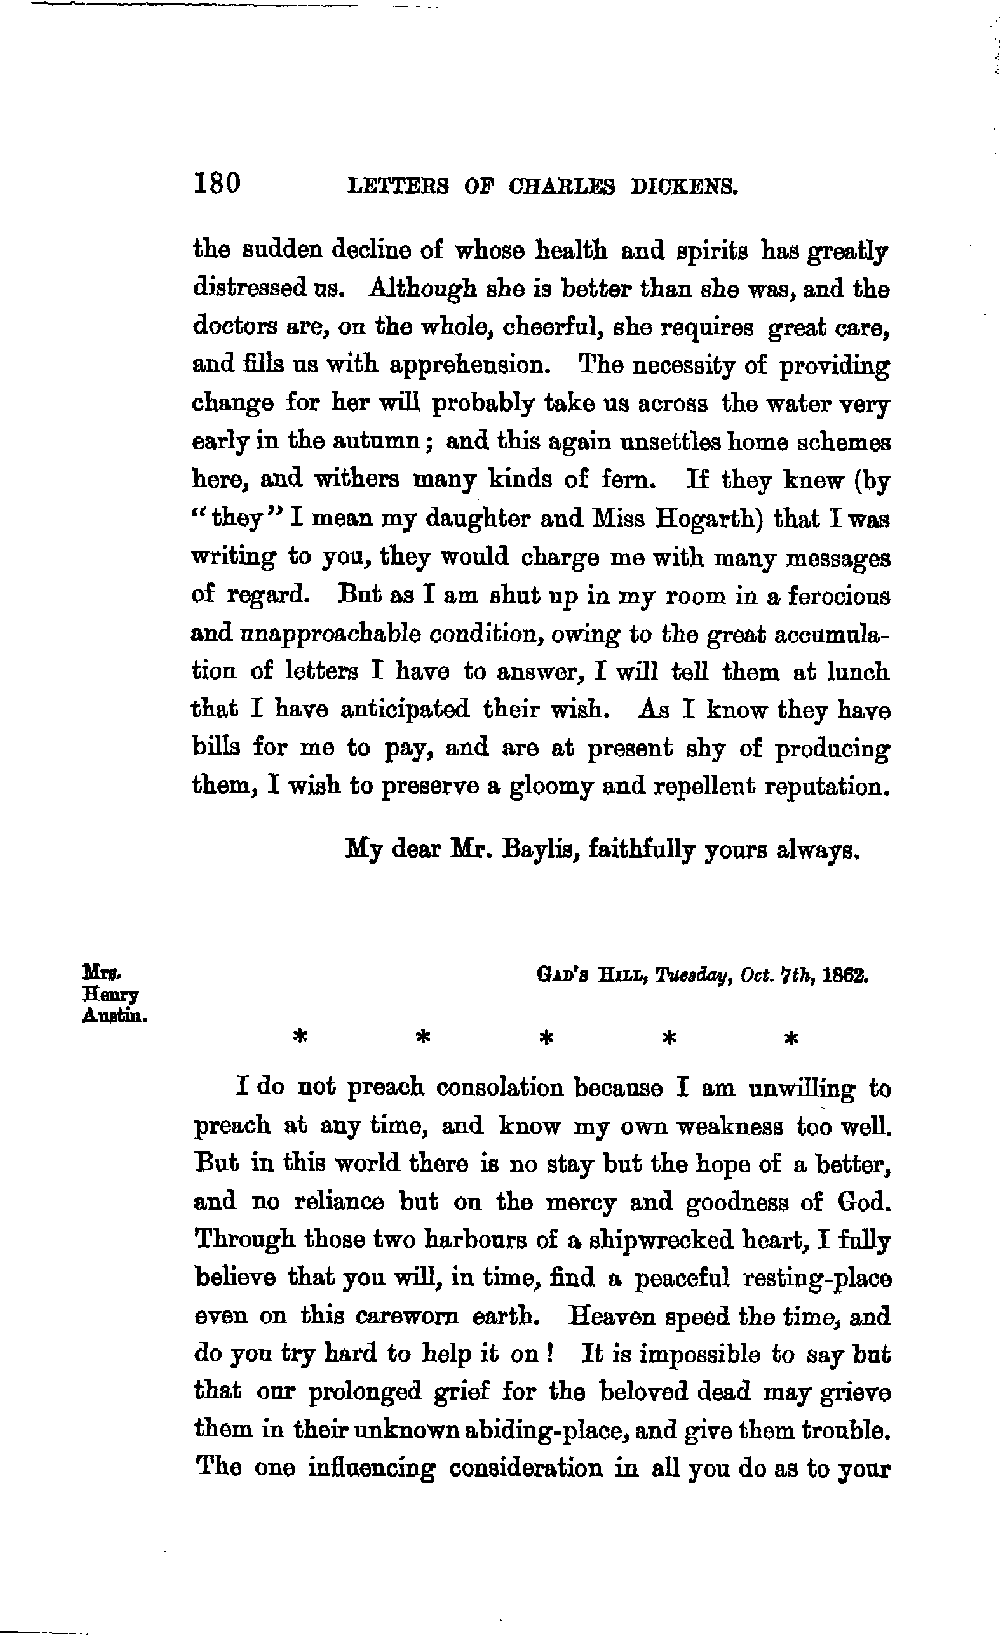 180 LETTERS OF CHARLES DICKENS.
the sudden decline of whose health and spirits has greatly
distressed us. Although she is better than she was, and the
doctors are, on the whole, cheerful, she requires great care,
and fills us with apprehension. The necessity of providing
change for her will probably take us across the water very
early in the autumn; and this again unsettles home schemes
here, and withers many kinds of fern. If they knew (by
"they" I mean my daughter and Miss Hogarth) that I was
writing to you, they would charge me with many messages
of regard. But as I am shut up in my room in a ferocious
and unapproachable condition, owing to the great accumula-
tion of letters I have to answer, I will tell them at lunch
that I have anticipated their wish. As I know they have
bills for me to pay, and are at present shy of producing
them, I wish to preserve a gloomy and repellent reputation.
My dear Mr. Baylis, faithfully yours always.
Mrs.
Henry
Austin.
GAD'S HILL, Tuesday, Oct. 7th, 1862.
* * * * *
I do not preach consolation because I am unwilling to
preach at any time, and know my own weakness too well.
But in this world there is no stay but the hope of a better,
and no reliance but on the mercy and goodness of God.
Through those two harbours of a shipwrecked heart, I fully
believe that you will, in time, find a peaceful resting-place
even on this careworn earth. Heaven speed the time, and
do you try hard to help it on! It is impossible to say but
that our prolonged grief for the beloved dead may grieve
them in their unknown abiding-place, and give them trouble.
The one influencing consideration in all you do as to your